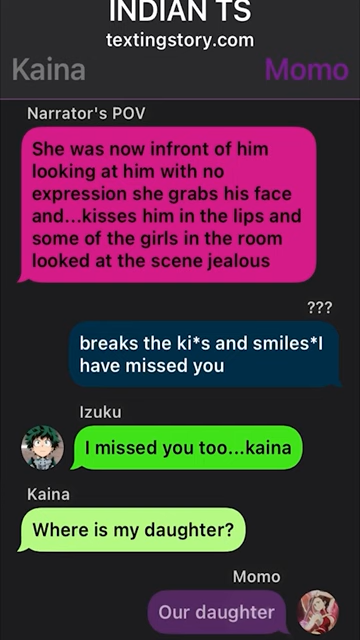 INDIAN TS
textingstory.com
Kaina
Momo
Narrator's POV
She was now infront of him
looking at him with no
expression she grabs his face
and...kisses him in the lips and
some of the girls in the room
looked at the scene jealous
???
breaks the ki*s and smiles*I
have missed you
Izuku
I missed you too...kaina
Kaina
Where is my daughter?
Momo
Our daughter